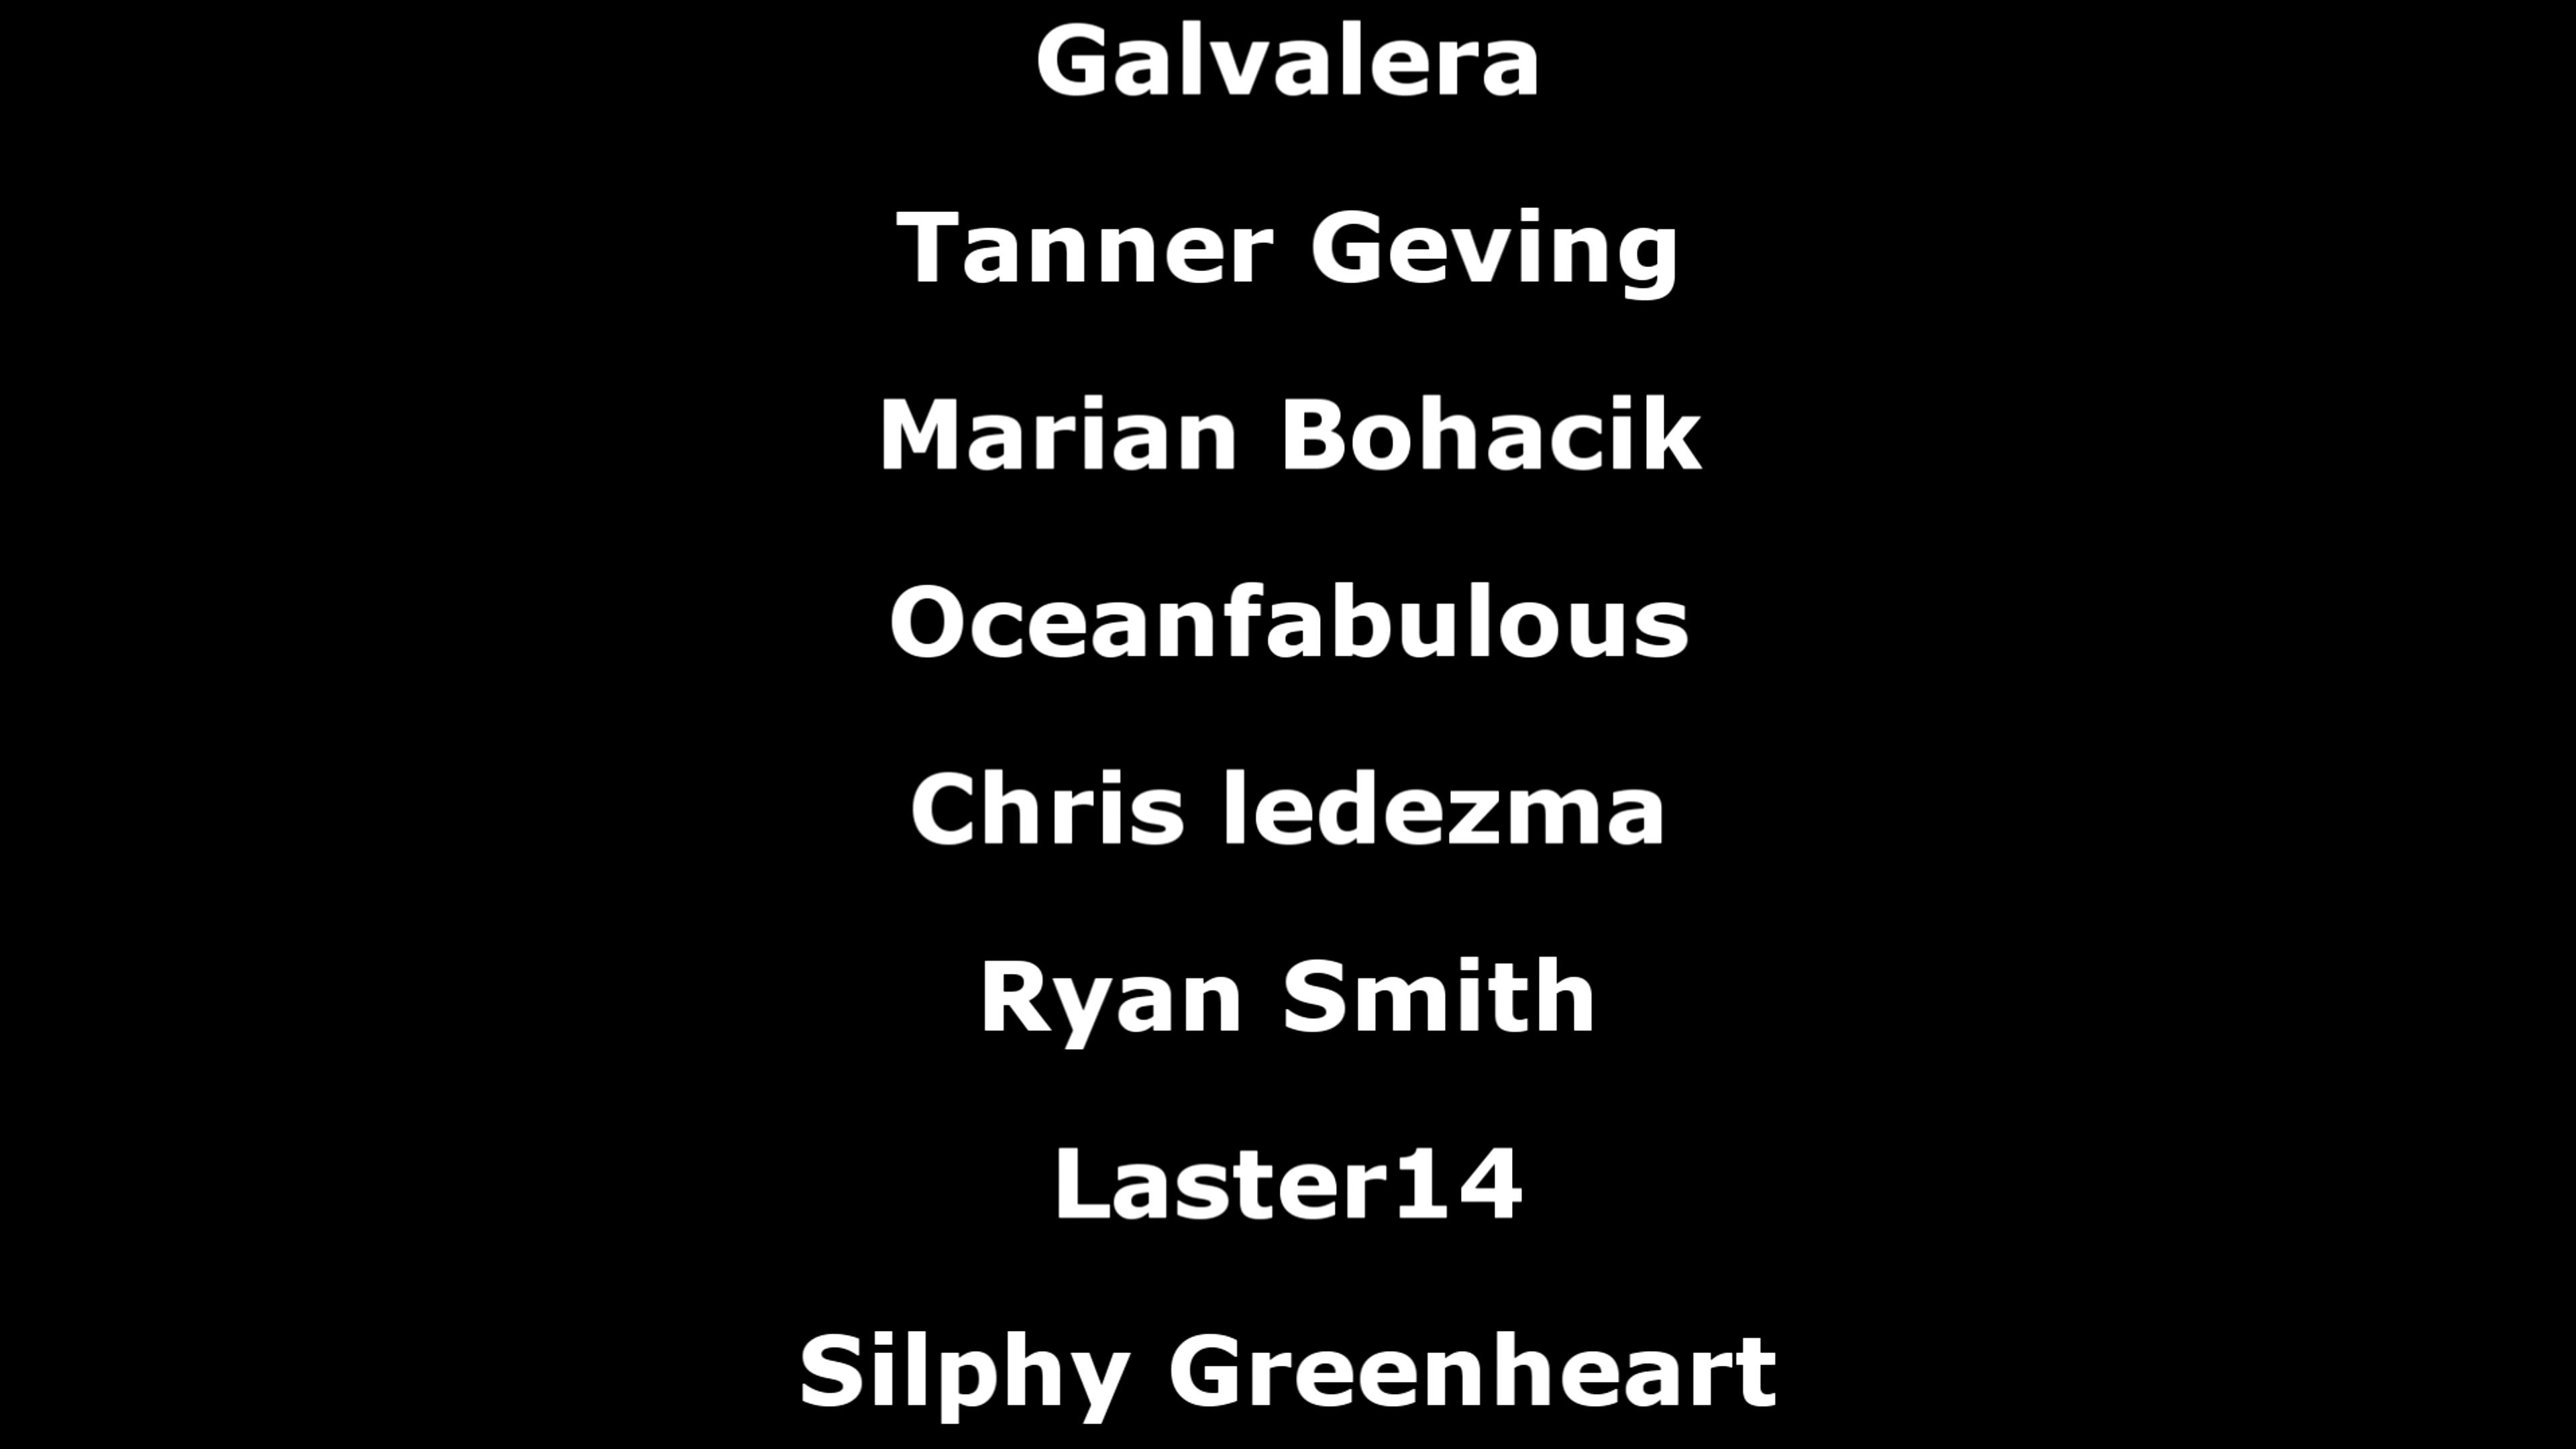 Galvalera
Tanner Geving
Marian Bohacik
Oceanfabulous
Chris ledezma
Ryan Smith
Laster14
Silphy Greenheart